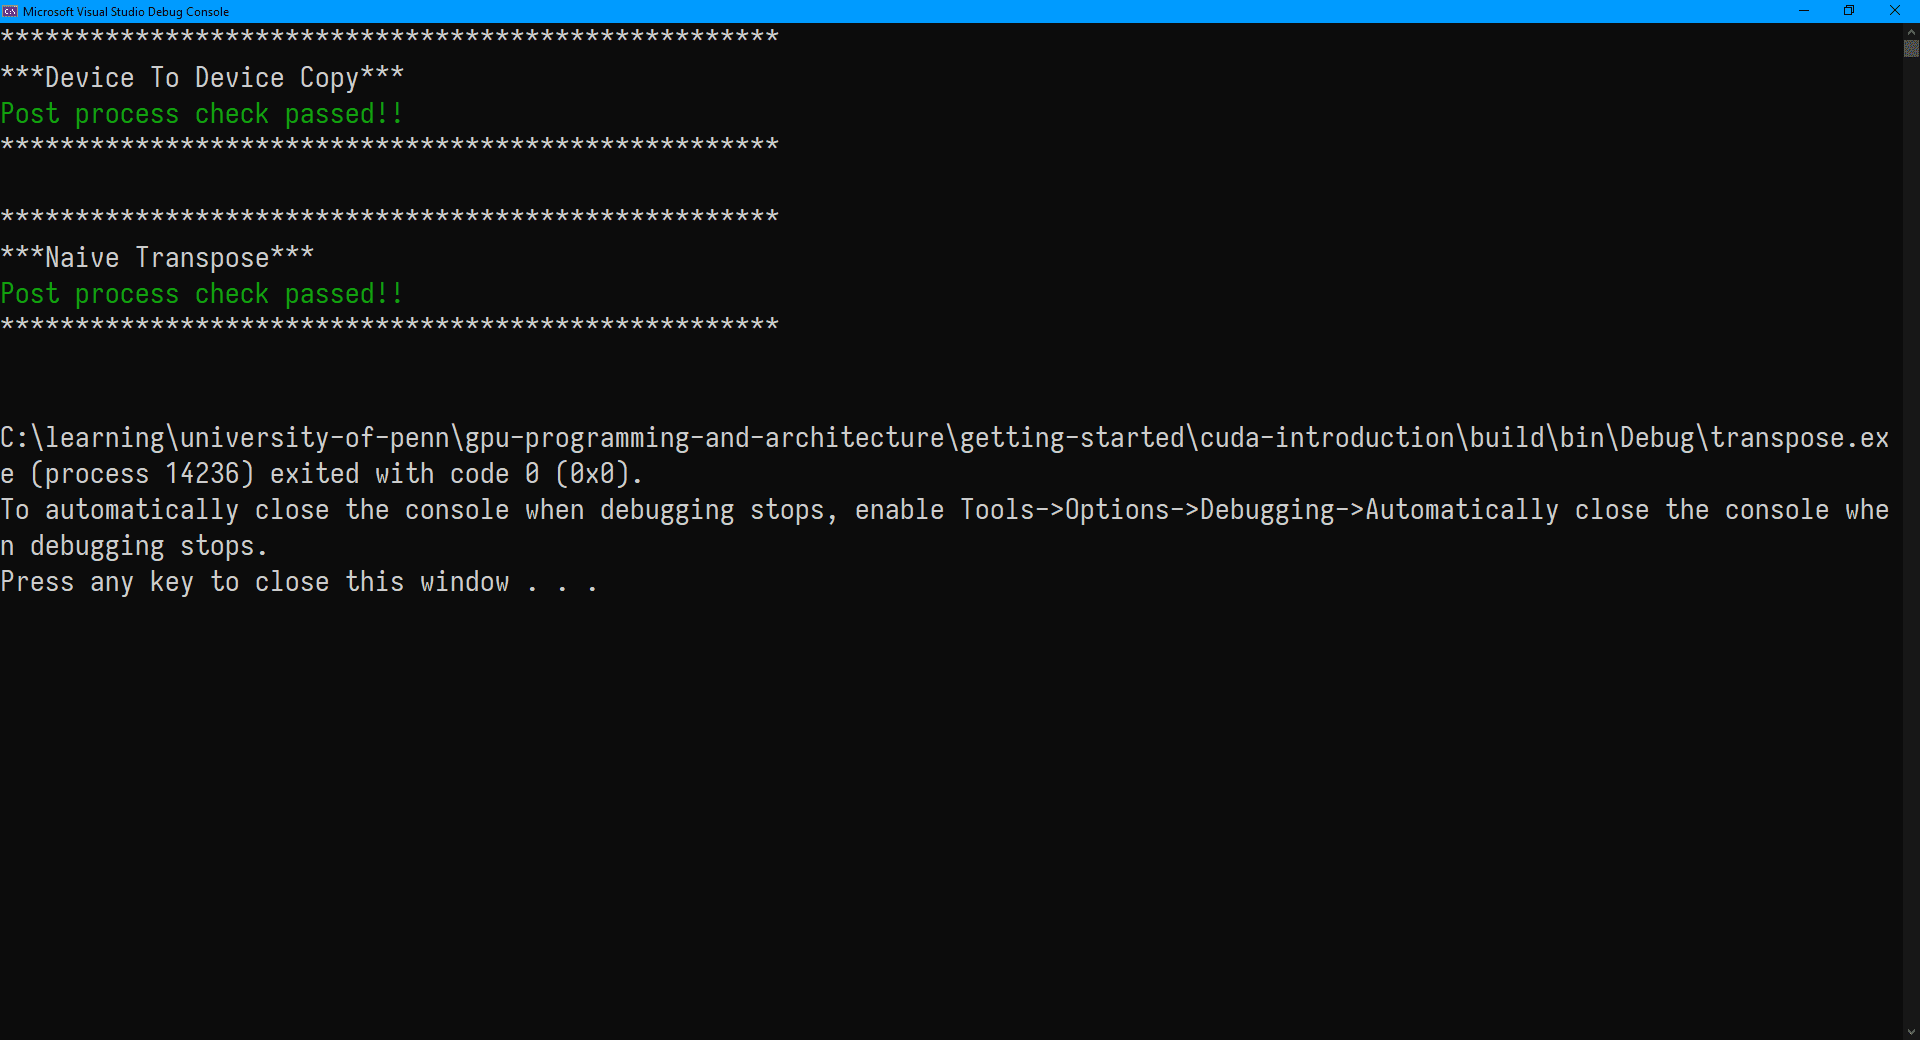 Microsoft Visual Studio Debug Console
****************************************************
***Device To Device Copy***
Post process check passed!!
****************************************************
****************************************************
***Naive Transpose***
Post process check passed!!
****************************************************
C:\learning\university-of-penn\gpu-programming-and-architecture\getting-started\cuda-introduction\build\bin\Debug\transpose.ex
e (process 14236) exited with code 0 (0x0).
To automatically close the console when debugging stops, enable Tools->Options->Debugging->Automatically close the console whe
n debugging stops.
Press any key to close this window . . .